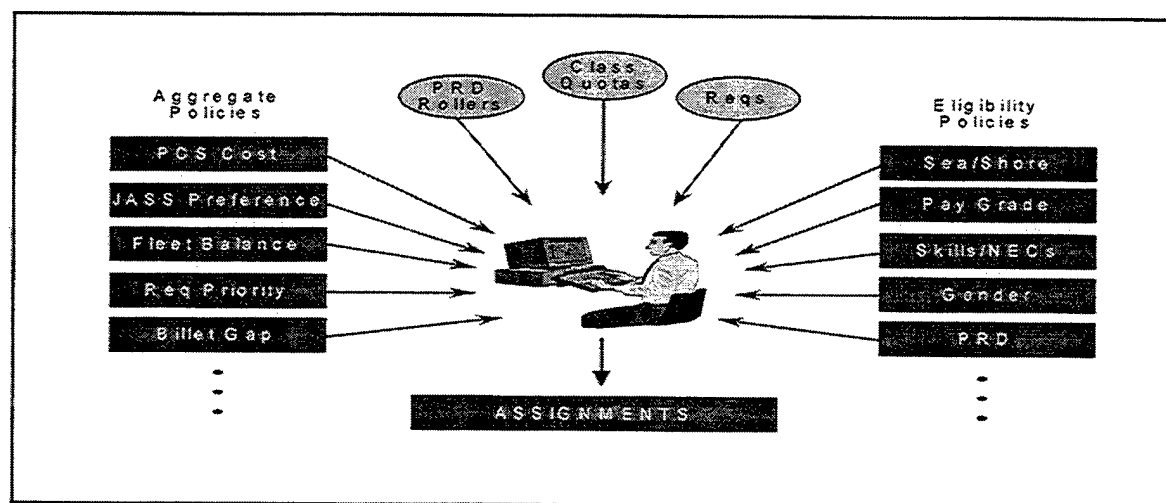 PRD
Rollers
Class
Quotas
Reqs
Aggregate
Policies
PCS Cost
JASS Preference
Fleet Balance
Req Priority
Billet Gap
Eligibility
Policies
Sea/Shore
Pay Grade
Skills/NECs
Gender
PRD
ASSIGNMENTS